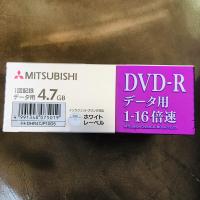 MITSUBISHI
1回記録
データ用 4.7GB
ホワイト
レーベル
4991348075019
DVD-R
データ用
1-16倍速